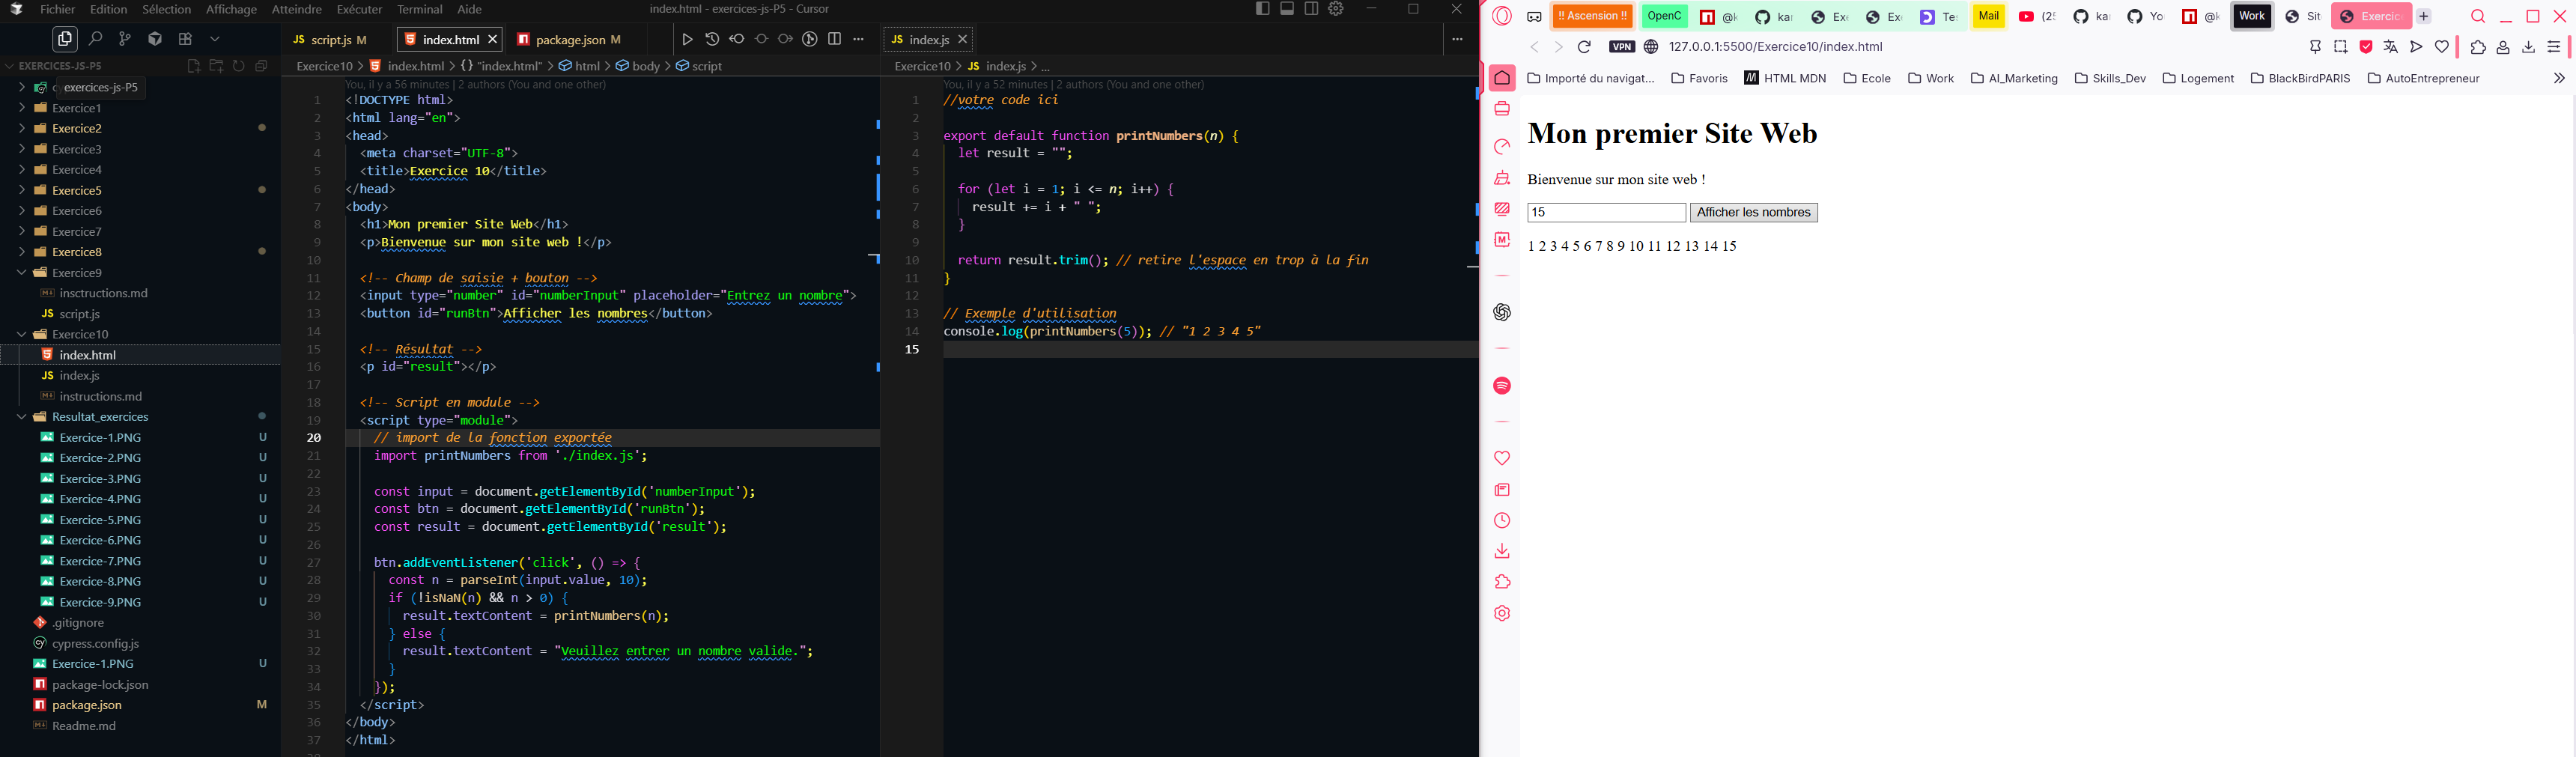 Fichier Edition Sélection Affichage Atteindre Exécuter Terminal Aide
index.html - exercices-js-P5 - Cursor
EXERCICES-JS-P5
exercices-js-P5
Exercice1
Exercice2
Exercice3
Exercice4
Exercice5
Exercice6
Exercice7
Exercice8
Exercice9
insctructions.md
JS script.js
Exercice10
index.html
JS index.js
instructions.md
Resultat_exercices
Exercice-1.PNG U
Exercice-2.PNG U
Exercice-3.PNG U
Exercice-4.PNG U
Exercice-5.PNG U
Exercice-6.PNG U
Exercice-7.PNG U
Exercice-8.PNG U
Exercice-9.PNG U
.gitignore
cypress.config.js
Exercice-1.PNG U
package-lock.json
package.json M
Readme.md
JS script.js M
index.html
package.json M
Exercice10 > index.html > {} "index.html" > html > body > script
You, il y a 56 minutes | 2 authors (You and one other)
1 <!DOCTYPE html>
2 <html lang="en">
3 <head>
4 <meta charset="UTF-8">
5 <title>Exercice 10</title>
6 </head>
7 <body>
8 <h1>Mon premier Site Web</h1>
9 <p>Bienvenue sur mon site web !</p>
10
11 <!-- Champ de saisie + bouton -->
12 <input type="number" id="numberInput" placeholder="Entrez un nombre">
13 <button id="runBtn">Afficher les nombres</button>
14
15 <!-- Résultat -->
16 <p id="result"></p>
17
18 <!-- Script en module -->
19 <script type="module">
20 // import de la fonction exportée
21 import printNumbers from './index.js';
22
23 const input = document.getElementById('numberInput');
24 const btn = document.getElementById('runBtn');
25 const result = document.getElementById('result');
26
27 btn.addEventListener('click', () => {
28 const n = parseInt(input.value, 10);
29 if (!isNaN(n) && n > 0) {
30 result.textContent = printNumbers(n);
31 } else {
32 result.textContent = "Veuillez entrer un nombre valide.";
33 }
34 });
35 </script>
36 </body>
37 </html>
JS index.js
Exercice10 > JS index.js > ...
You, il y a 52 minutes | 2 authors (You and one other)
1 //votre code ici
2
3 export default function printNumbers(n) {
4 let result = "";
5
6 for (let i = 1; i <= n; i++) {
7 result += i + " ";
8 }
9
10 return result.trim(); // retire l'espace en trop à la fin
11 }
12
13 // Exemple d'utilisation
14 console.log(printNumbers(5)); // "1 2 3 4 5"
15
!! Ascension !! OpenC @k kar Exe Exe Tes Mail (25 ka Yo @k Work Sit Exercic
VPN 127.0.0.1:5500/Exercice10/index.html
Importé du navigat... Favoris HTML MDN Ecole Work AI_Marketing Skills_Dev Logement BlackBirdPARIS AutoEntrepreneur
Mon premier Site Web
Bienvenue sur mon site web !
15 Afficher les nombres
1 2 3 4 5 6 7 8 9 10 11 12 13 14 15